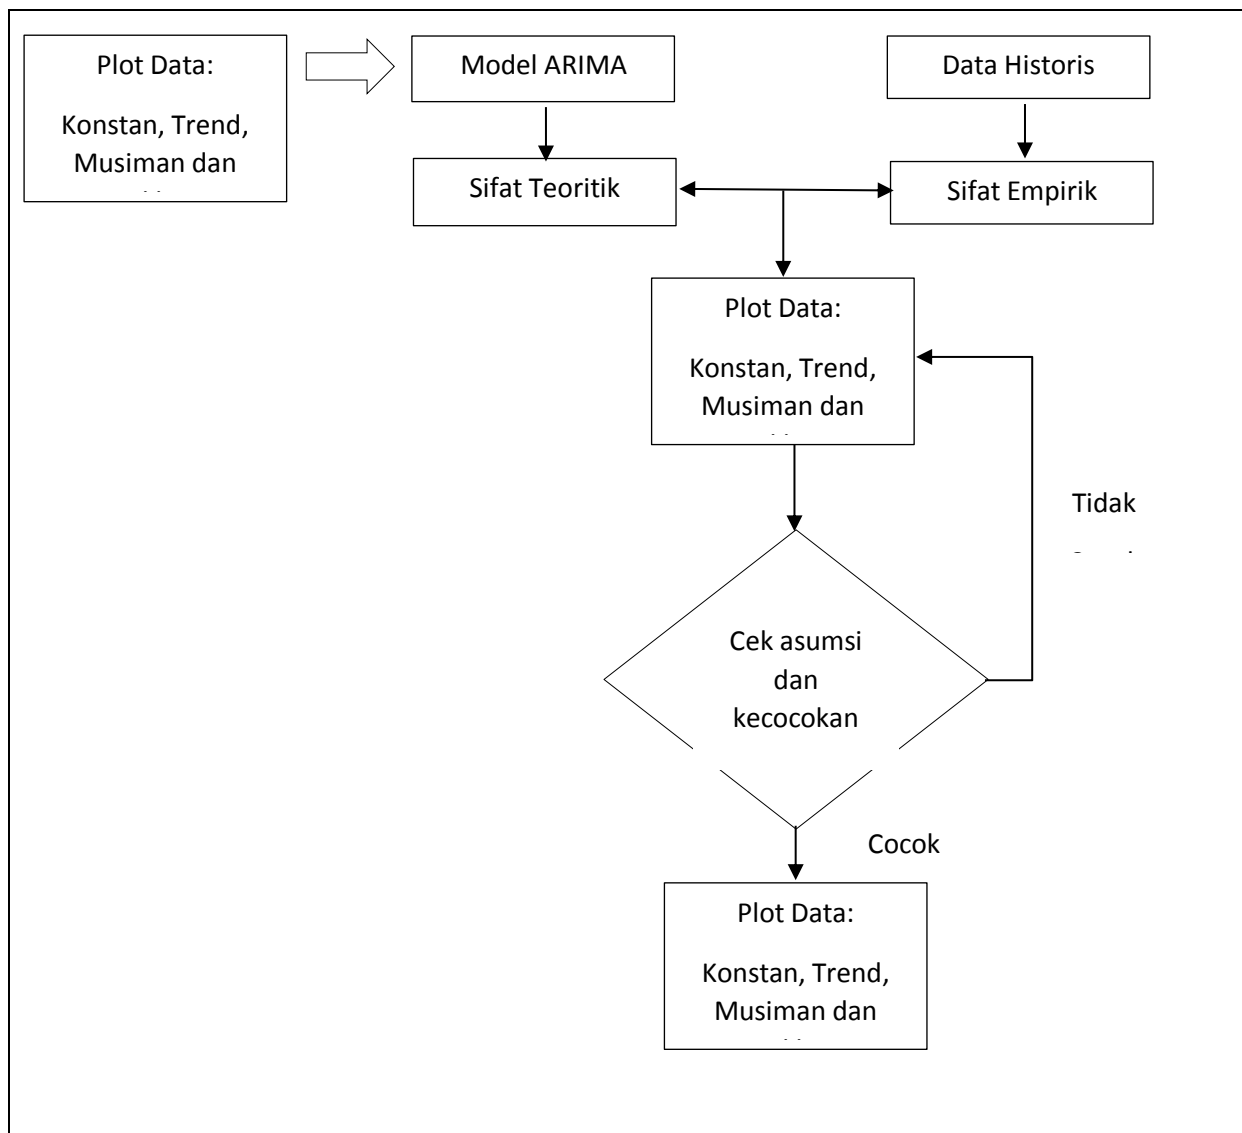 Plot Data:
Konstan, Trend,
Musiman dan
Model ARIMA
Data Historis
Sifat Teoritik
Sifat Empirik
Plot Data:
Konstan, Trend,
Musiman dan
Tidak
Cek asumsi
dan
kecocokan
Cocok
Plot Data:
Konstan, Trend,
Musiman dan